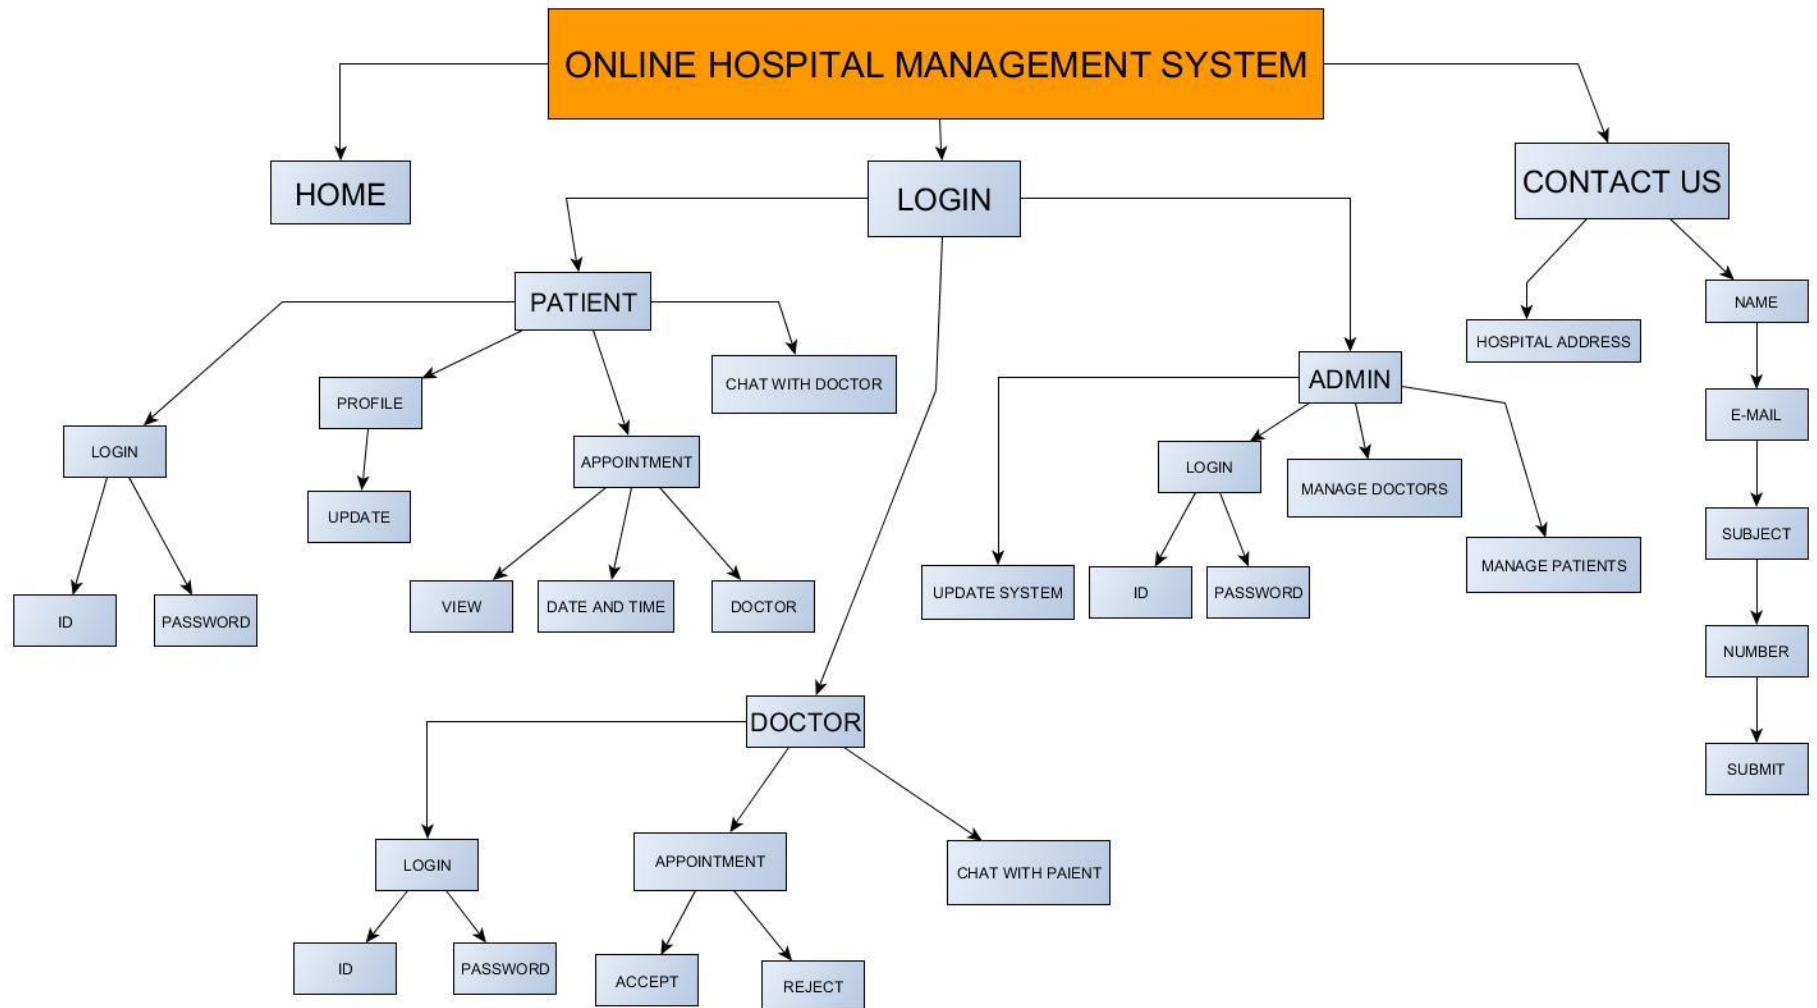 ONLINE HOSPITAL MANAGEMENT SYSTEM
HOME
LOGIN
CONTACT US
PATIENT
NAME
HOSPITAL ADDRESS
CHAT WITH DOCTOR
ADMIN
PROFILE
E-MAIL
LOGIN
APPOINTMENT
LOGIN
MANAGE DOCTORS
UPDATE
SUBJECT
MANAGE PATIENTS
UPDATE SYSTEM
ID
PASSWORD
VIEW
DATE AND TIME
DOCTOR
ID
PASSWORD
NUMBER
DOCTOR
SUBMIT
LOGIN
APPOINTMENT
CHAT WITH PAIENT
ID
PASSWORD
ACCEPT
REJECT